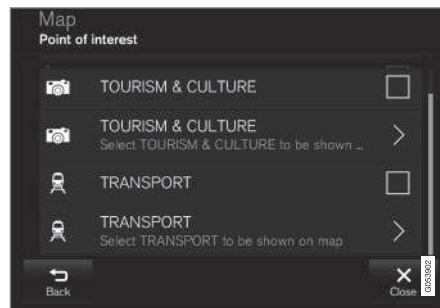 Map
Point of interest
TOURISM & CULTURE
TOURISM & CULTURE
Select TOURISM & CULTURE to be shown ...
TRANSPORT
TRANSPORT
Select TRANSPORT to be shown on map
Back
Close
G053902